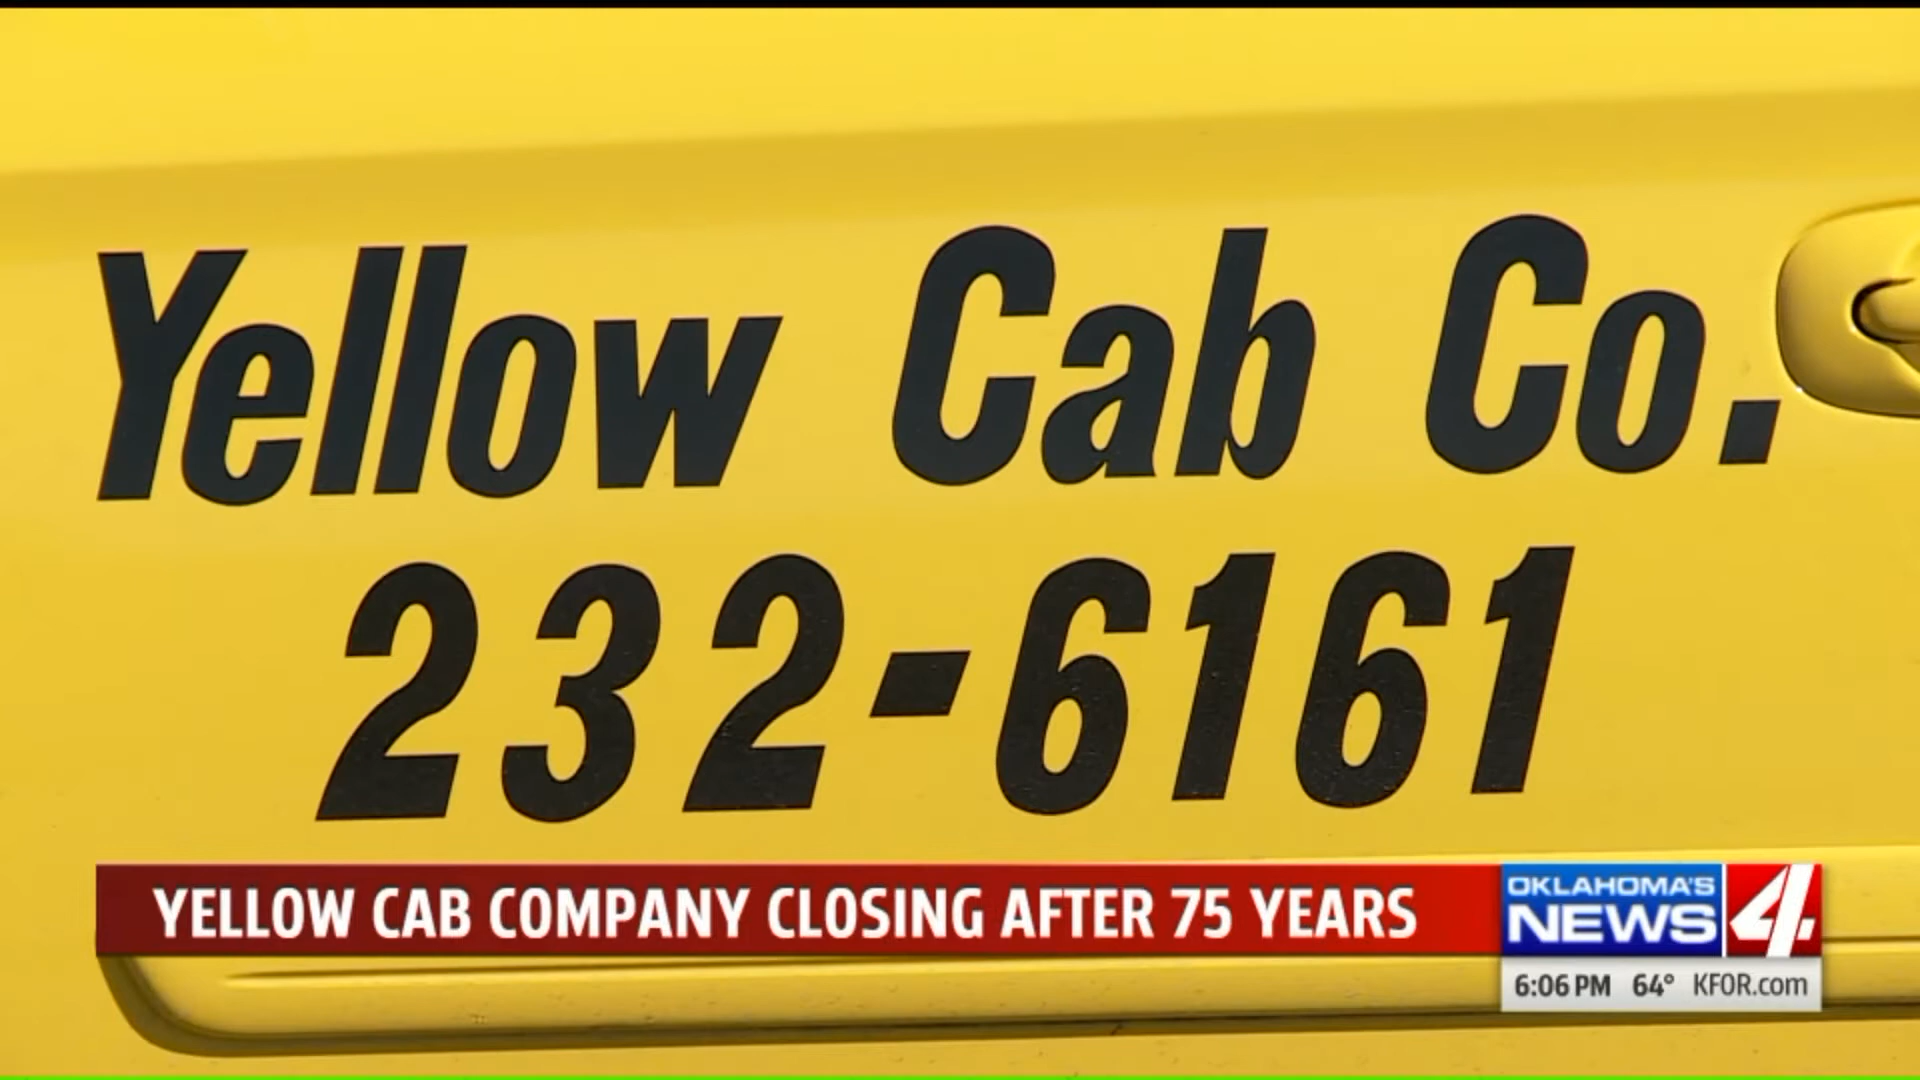 Yellow Cab Co.
232-6161
YELLOW CAB COMPANY CLOSING AFTER 75 YEARS
OKLAHOMA'S
NEWS 4
6:06 PM 64° KFOR.com